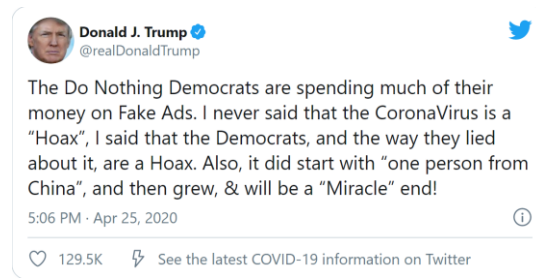 Donald J. Trump
@realDonaldTrump
The Do Nothing Democrats are spending much of their
money on Fake Ads. I never said that the CoronaVirus is a
“Hoax”, I said that the Democrats, and the way they lied
about it, are a Hoax. Also, it did start with “one person from
China”, and then grew, & will be a “Miracle” end!
5:06 PM · Apr 25, 2020
129.5K See the latest COVID-19 information on Twitter